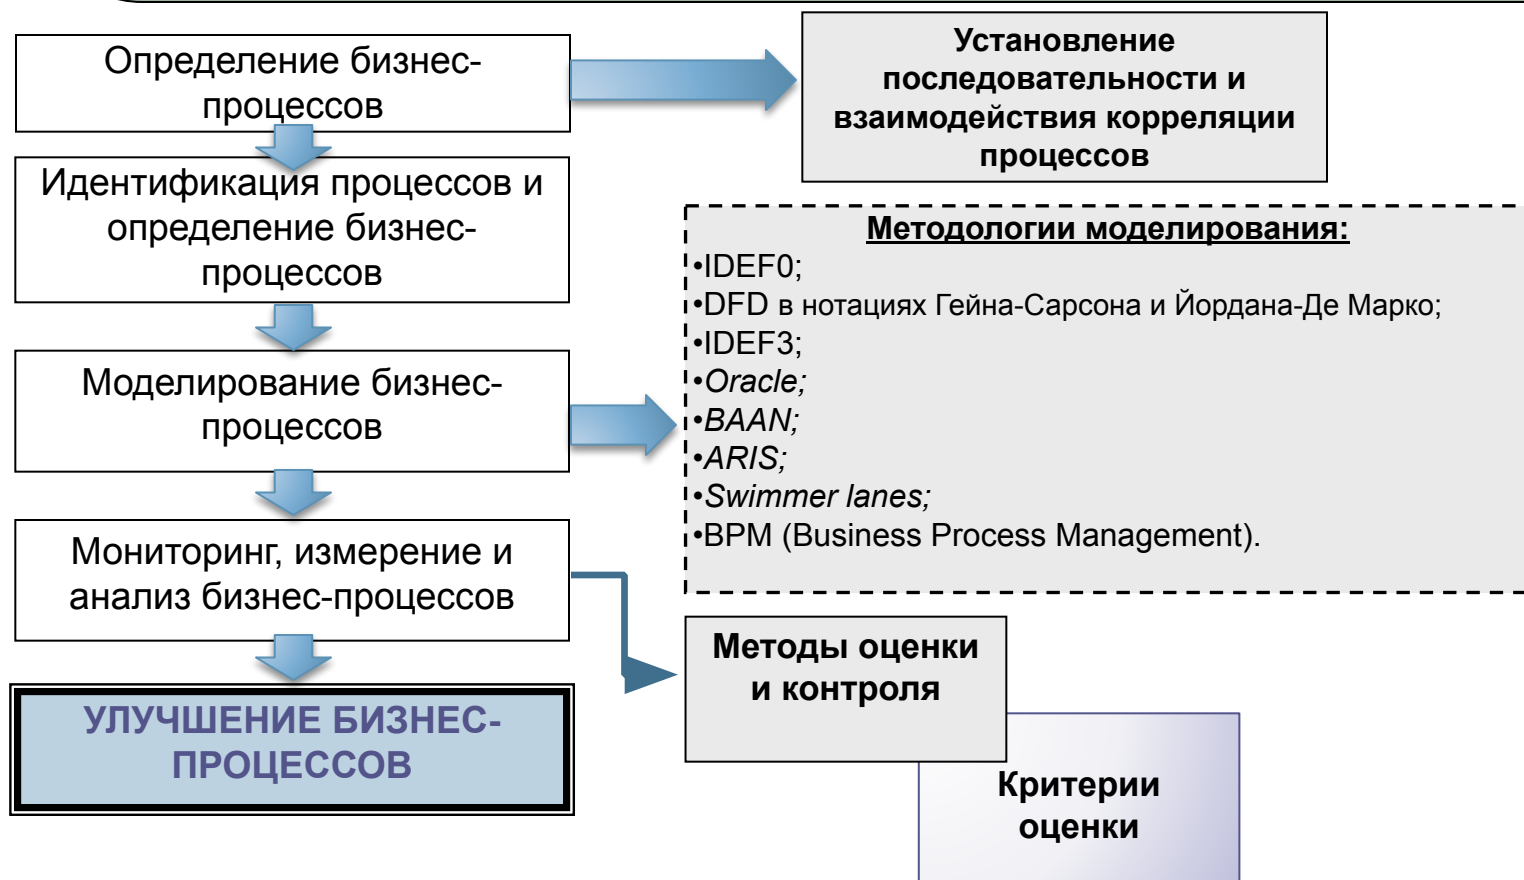 Определение бизнес-
процессов
Установление
последовательности и
взаимодействия корреляции
процессов
Идентификация процессов и
определение бизнес-
процессов
Методологии моделирования:
•IDEF0;
•DFD в нотациях Гейна-Сарсона и Йордана-Де Марко;
•IDEF3;
•Oracle;
•BAAN;
•ARIS;
•Swimmer lanes;
•BPM (Business Process Management).
Моделирование бизнес-
процессов
Мониторинг, измерение и
анализ бизнес-процессов
Методы оценки
и контроля
УЛУЧШЕНИЕ БИЗНЕС-
ПРОЦЕССОВ
Критерии
оценки